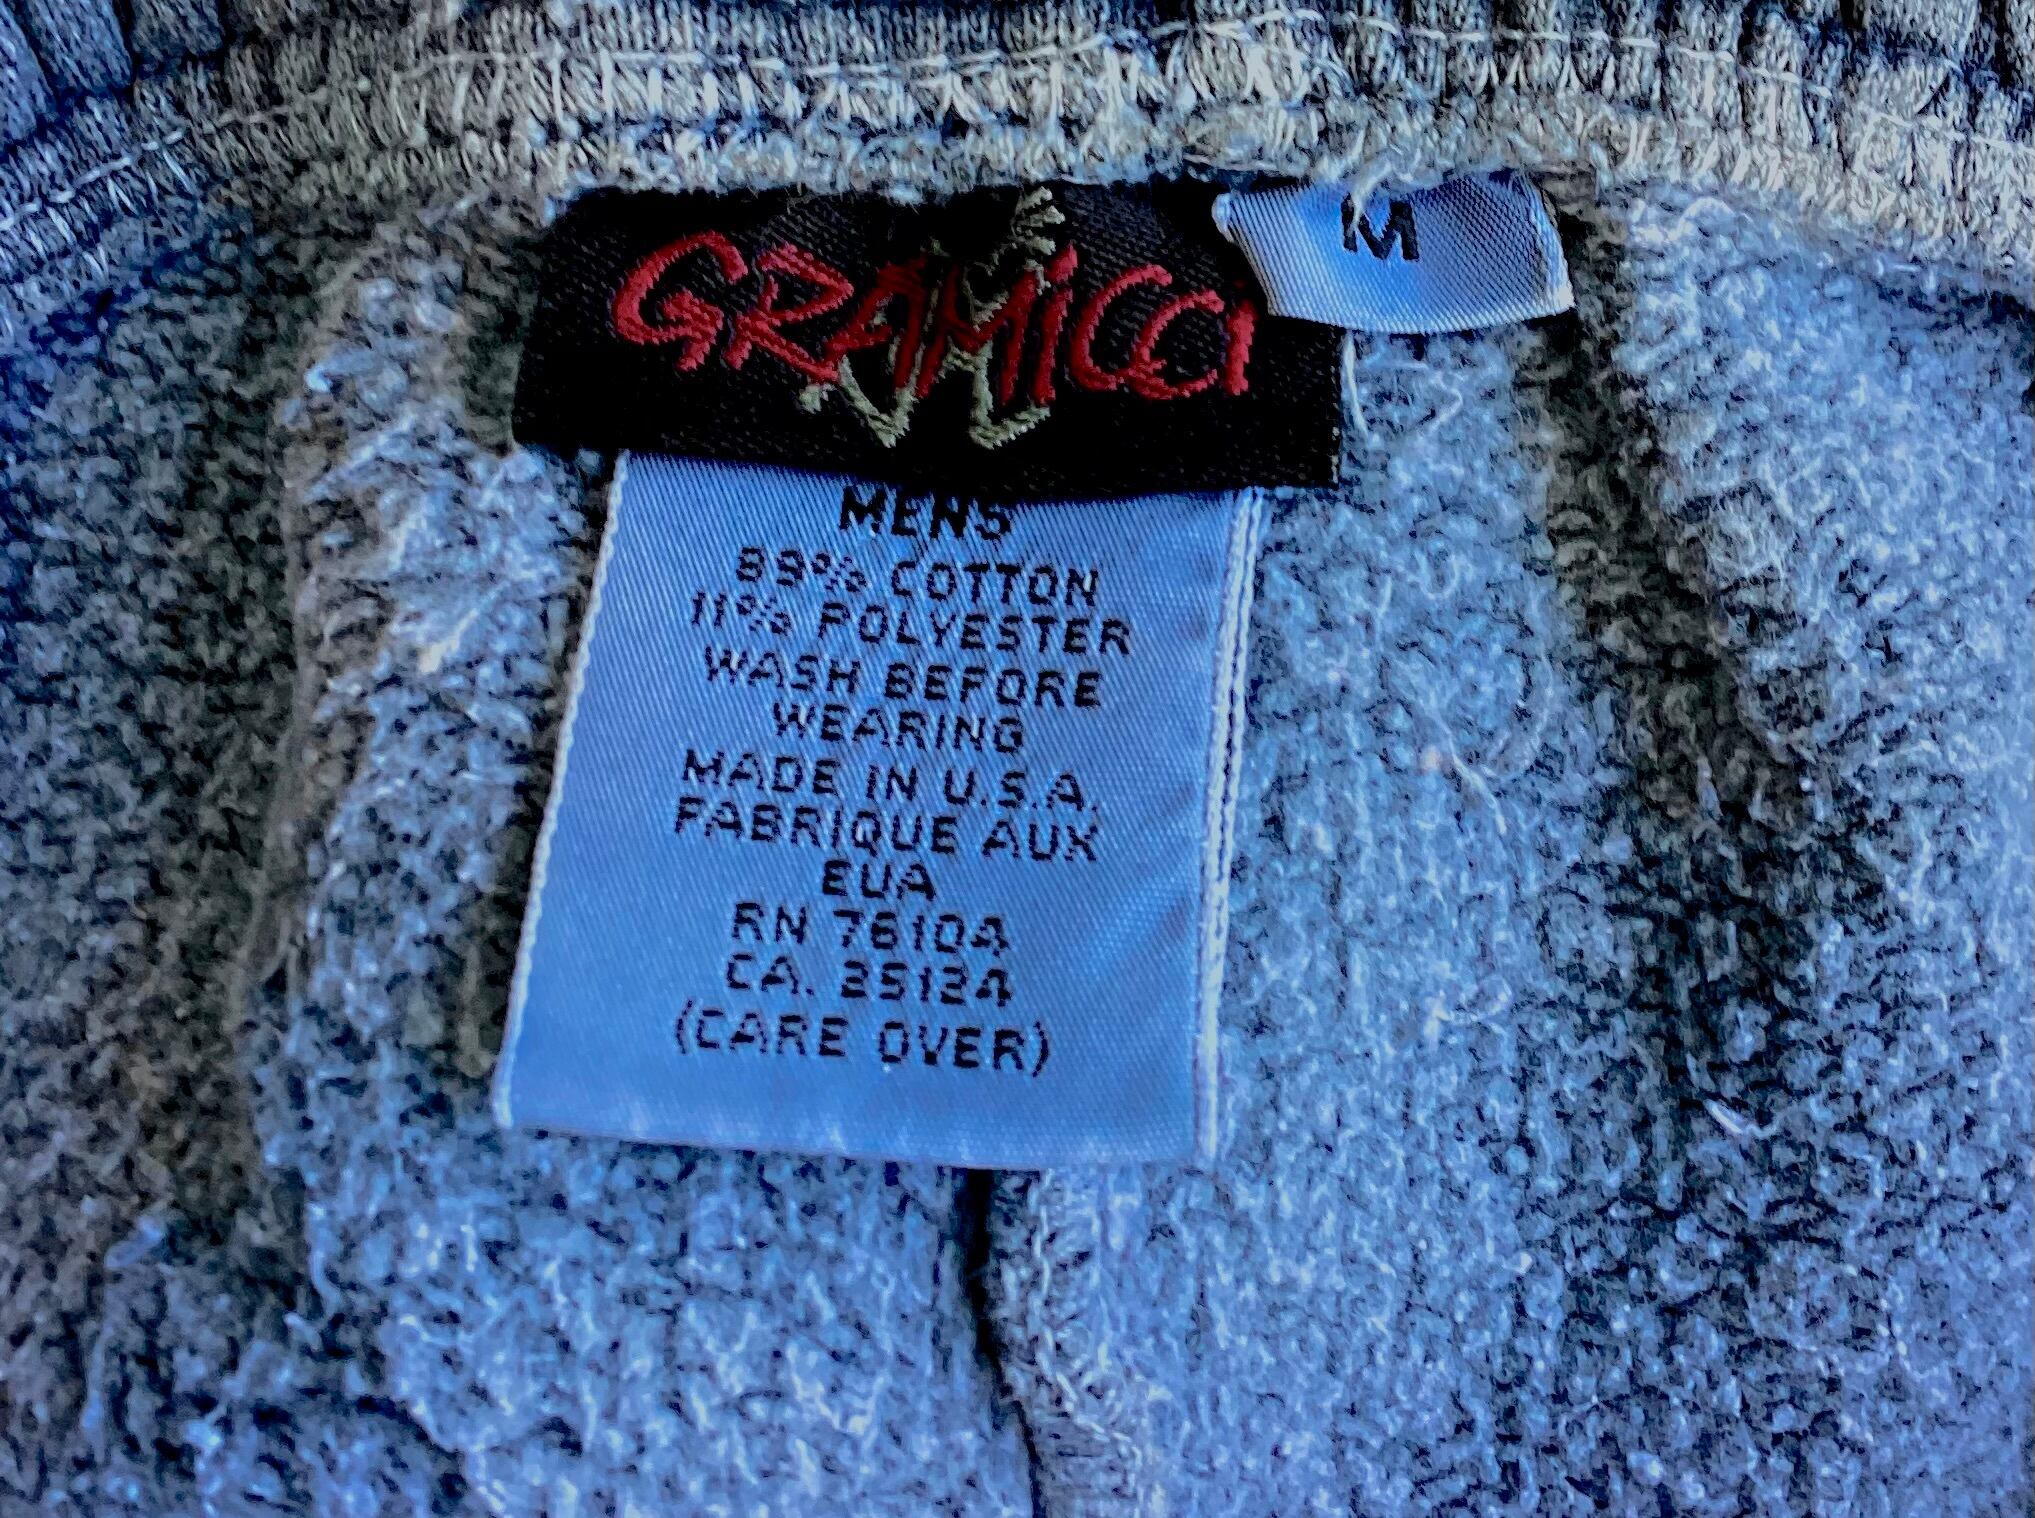 GRAMiCCi
M
MENS
89% COTTON
11% POLYESTER
WASH BEFORE
WEARING
MADE IN U.S.A.
FABRIQUE AUX
EUA
RN 76104
CA. 35124
(CARE OVER)